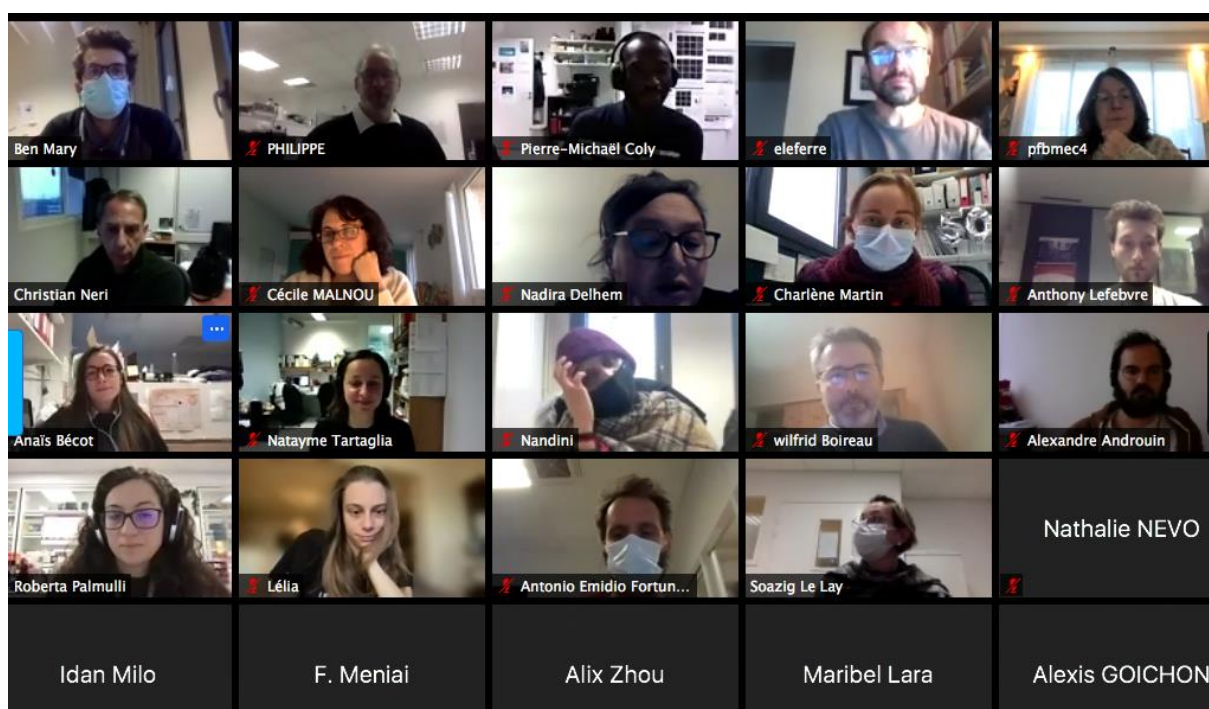 Ben Mary
PHILIPPE
Pierre-Michaël Coly
eleferre
pfbmec4
Christian Neri
Cécile MALNOU
Nadira Delhem
Charlène Martin
Anthony Lefebvre
Anaïs Bécot
Natayme Tartaglia
Nandini
wilfrid Boireau
Alexandre Androuin
Roberta Palmulli
Lélia
Antonio Emidio Fortun...
Soazig Le Lay
Nathalie NEVO
Idan Milo
F. Meniai
Alix Zhou
Maribel Lara
Alexis GOICHON